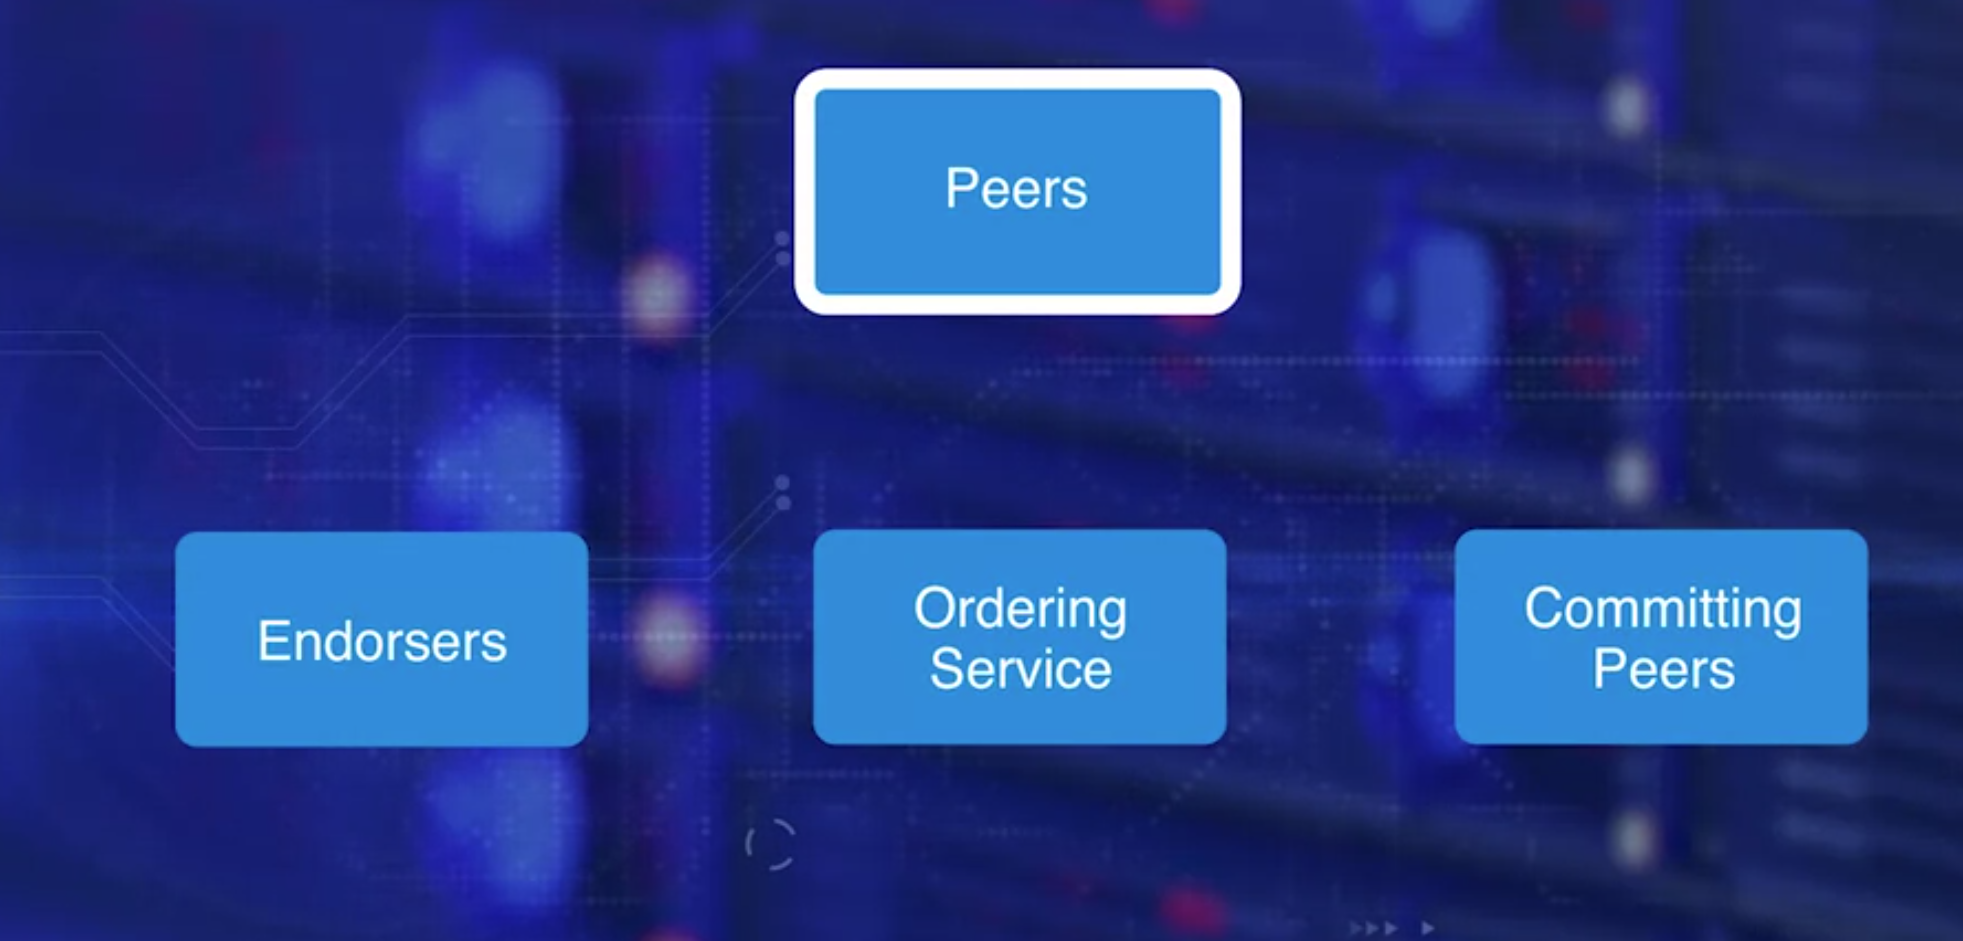 Peers
Endorsers
Ordering
Service
Committing
Peers